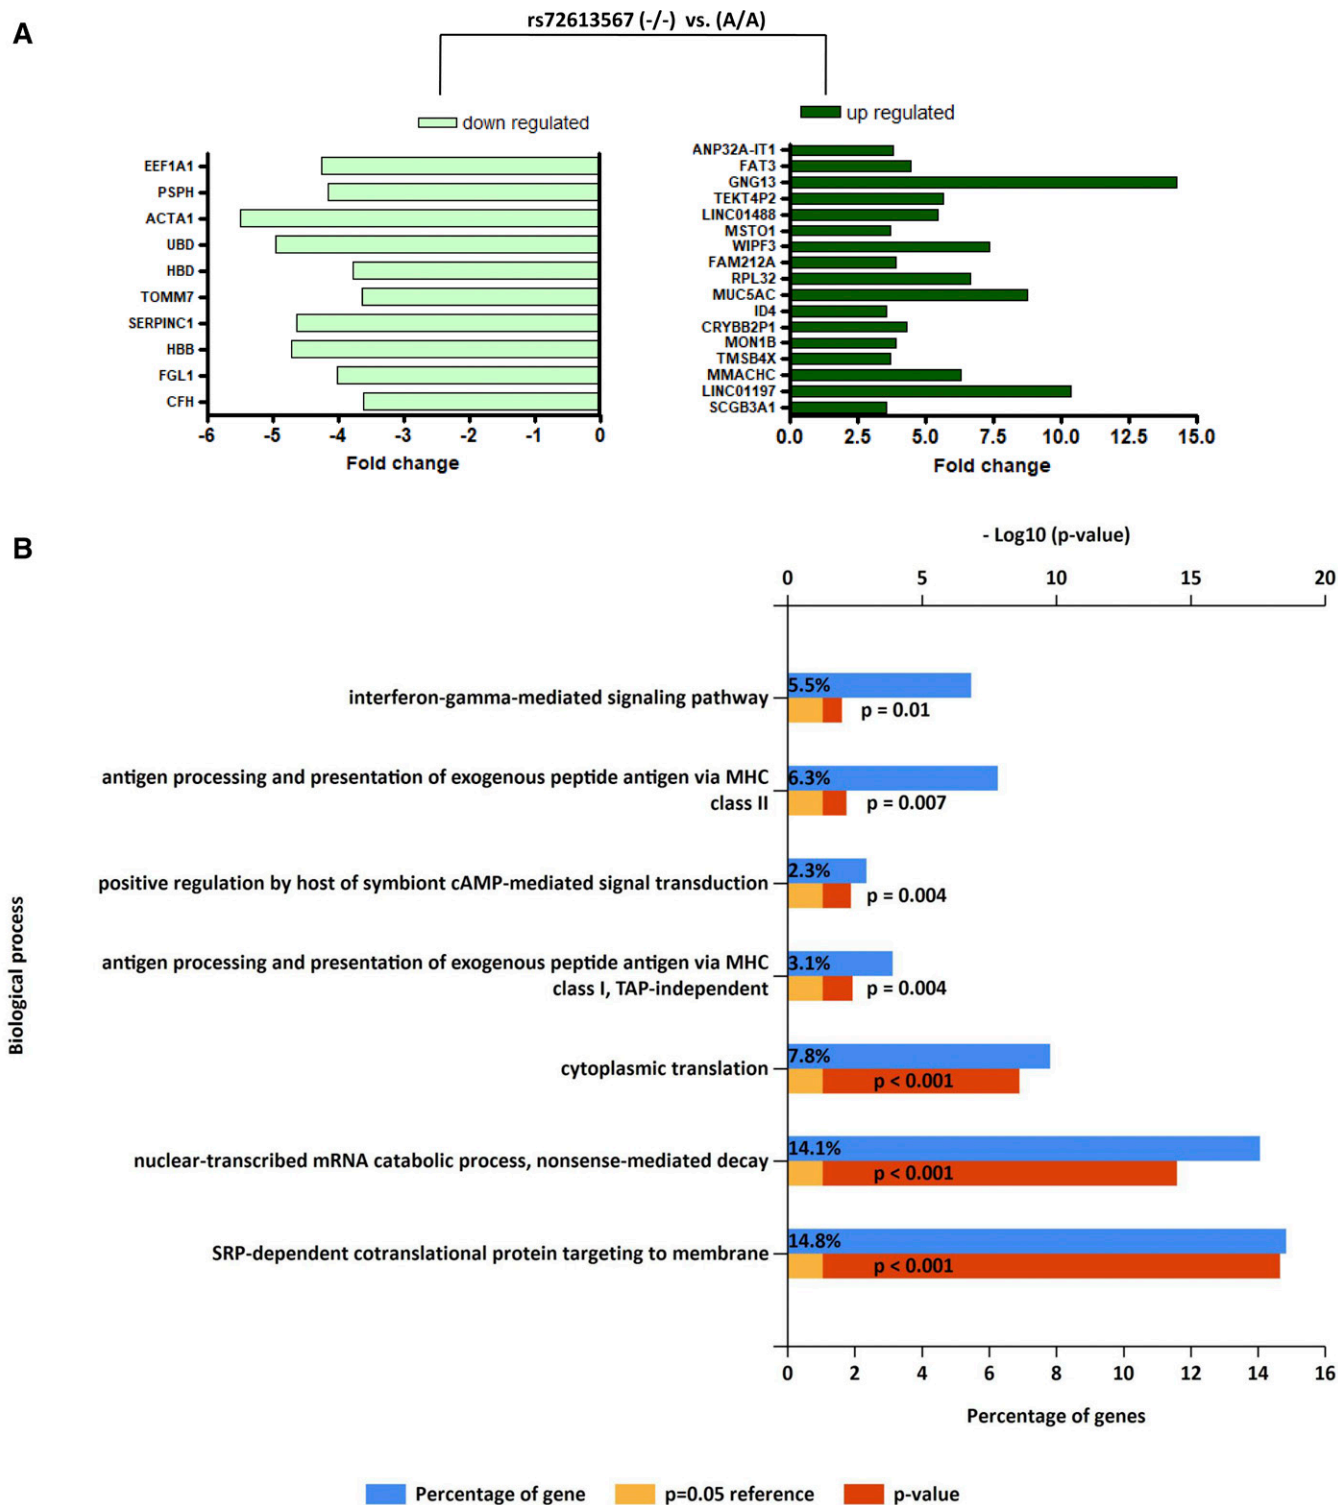 A
rs72613567 (-/-) vs. (A/A)
down regulated
EEF1A1
PSPH
ACTA1
UBD
HBD
TOMM7
SERPINC1
HBB
FGL1
CFH
-6 -5 -4 -3 -2 -1 0
Fold change
up regulated
ANP32A-IT1
FAT3
GNG13
TEKT4P2
LINC01488
MSTO1
WIPF3
FAM212A
RPL32
MUC5AC
ID4
CRYBB2P1
MON1B
TMSB4X
MMACHC
LINC01197
SCGB3A1
0.0 2.5 5.0 7.5 10.0 12.5 15.0
Fold change
B
- Log10 (p-value)
0 5 10 15 20
Biological process
interferon-gamma-mediated signaling pathway
5.5%
p = 0.01
antigen processing and presentation of exogenous peptide antigen via MHC
class II
6.3%
p = 0.007
positive regulation by host of symbiont cAMP-mediated signal transduction
2.3%
p = 0.004
antigen processing and presentation of exogenous peptide antigen via MHC
class I, TAP-independent
3.1%
p = 0.004
cytoplasmic translation
7.8%
p < 0.001
nuclear-transcribed mRNA catabolic process, nonsense-mediated decay
14.1%
p < 0.001
SRP-dependent cotranslational protein targeting to membrane
14.8%
p < 0.001
0 2 4 6 8 10 12 14 16
Percentage of genes
Percentage of gene
p=0.05 reference
p-value